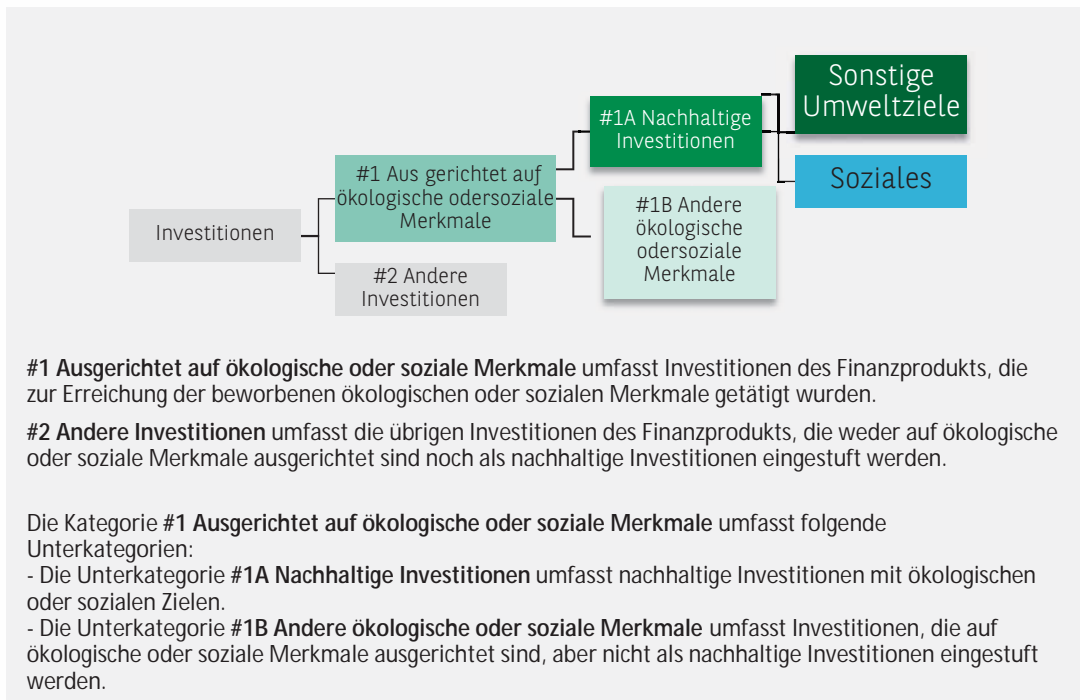 Sonstige
Umweltziele
#1A Nachhaltige
Investitionen
#1 Aus gerichtet auf
ökologische odersoziale
Merkmale
Soziales
#1B Andere
ökologische
odersoziale
Merkmale
Investitionen
#2 Andere
Investitionen
#1 Ausgerichtet auf ökologische oder soziale Merkmale umfasst Investitionen des Finanzprodukts, die
zur Erreichung der beworbenen ökologischen oder sozialen Merkmale getätigt wurden.
#2 Andere Investitionen umfasst die übrigen Investitionen des Finanzprodukts, die weder auf ökologische
oder soziale Merkmale ausgerichtet sind noch als nachhaltige Investitionen eingestuft werden.
Die Kategorie #1 Ausgerichtet auf ökologische oder soziale Merkmale umfasst folgende
Unterkategorien:
- Die Unterkategorie #1A Nachhaltige Investitionen umfasst nachhaltige Investitionen mit ökologischen
oder sozialen Zielen.
- Die Unterkategorie #1B Andere ökologische oder soziale Merkmale umfasst Investitionen, die auf
ökologische oder soziale Merkmale ausgerichtet sind, aber nicht als nachhaltige Investitionen eingestuft
werden.